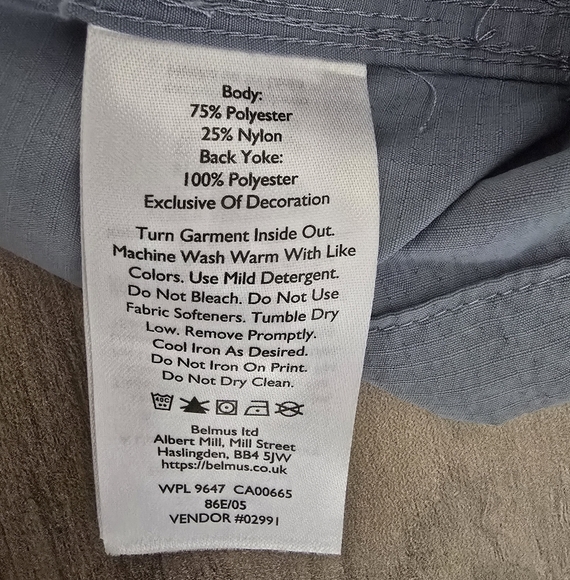 Body:
75% Polyester
25% Nylon
Back Yoke:
100% Polyester
Exclusive Of Decoration
Turn Garment Inside Out.
Machine Wash Warm With Like
Colors. Use Mild Detergent.
Do Not Bleach. Do Not Use
Fabric Softeners. Tumble Dry
Low. Remove Promptly.
Cool Iron As Desired.
Do Not Iron On Print.
Do Not Dry Clean.
40C
Belmus ltd
Albert Mill, Mill Street
Haslingden, BB4 5JW
https://belmus.co.uk
WPL 9647 CA00665
86E/05
VENDOR #02991